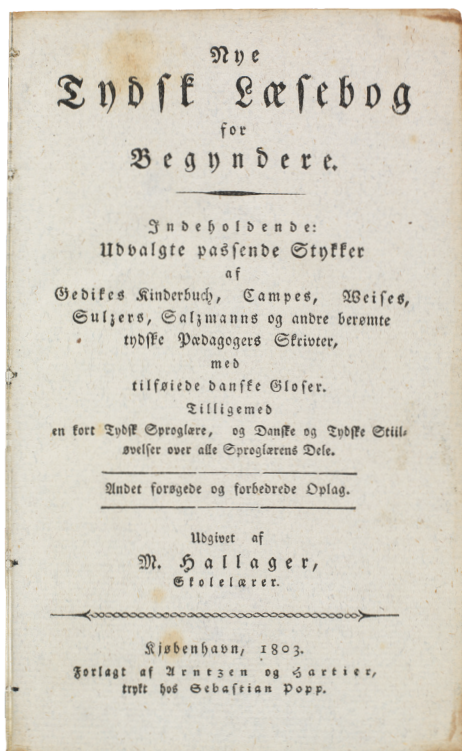 Nye
Tydsk Læsebog
for
Begyndere.
Indeholdende:
Udvalgte passende Stykker
af
Gedikes Kinderbuch, Campes, Weises,
Sulzers, Salzmanns og andre berømte
tydske Pædagogers Skrivter,
med
tilføiede danske Gloser.
Tilligemed
en kort Tydsk Sproglære, og Danske og Tydske Stiil-
øvelser over alle Sproglærens Dele.
Andet forøgede og forbedrede Oplag.
Udgivet af
M. Hallager,
Skolelærer.
Kjøbenhavn, 1803.
Forlagt af Arntzen og Hartier,
trykt hos Sebastian Popp.